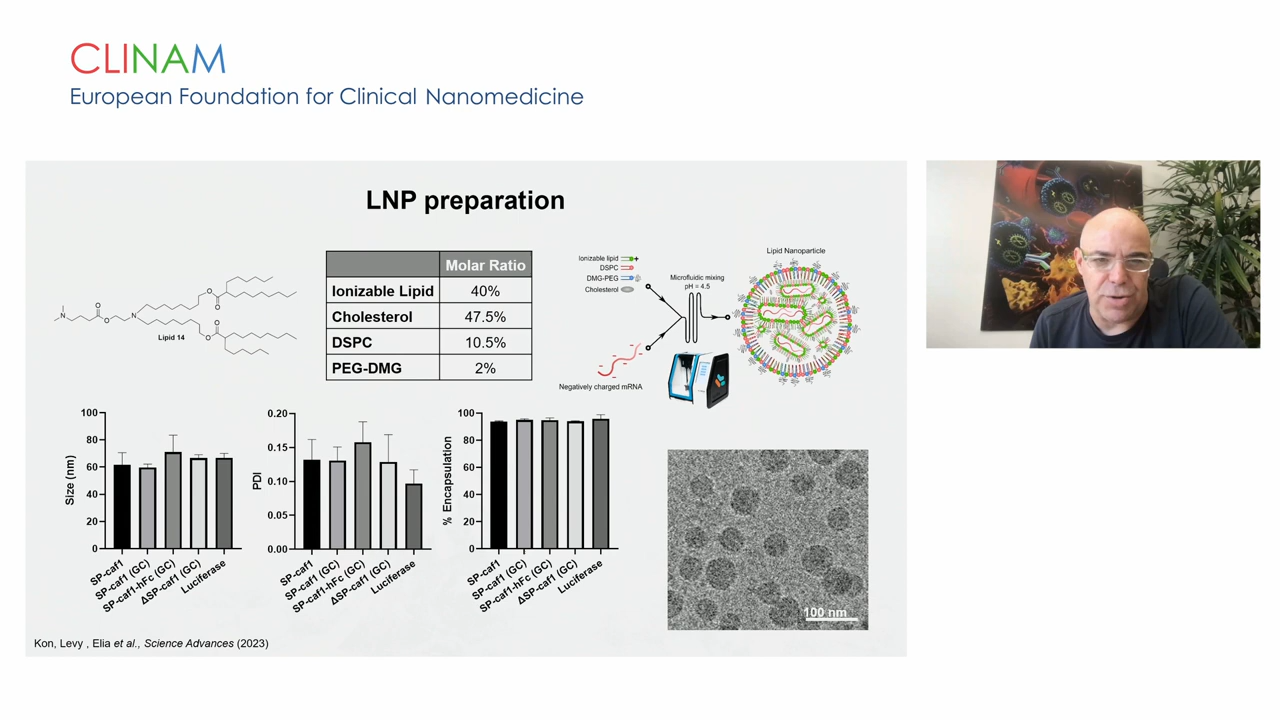 CLINAM
European Foundation for Clinical Nanomedicine
LNP preparation
Lipid 14
N
O
O
N
O
O
O
O
Molar Ratio
Ionizable Lipid 40%
Cholesterol 47.5%
DSPC 10.5%
PEG-DMG 2%
Ionizable lipid +
DSPC
DMG-PEG
Cholesterol
Microfluidic mixing
pH = 4.5
Negatively charged mRNA
Lipid Nanoparticle
Size (nm)
100
80
60
40
20
0
SP-caf1
SP-caf1 (GC)
SP-caf1-hFc (GC)
ΔSP-caf1 (GC)
Luciferase
PDI
0.20
0.15
0.10
0.05
0.00
SP-caf1
SP-caf1 (GC)
SP-caf1-hFc (GC)
ΔSP-caf1 (GC)
Luciferase
% Encapsulation
100
80
60
40
20
0
SP-caf1
SP-caf1 (GC)
SP-caf1-hFc (GC)
ΔSP-caf1 (GC)
Luciferase
100 nm
Kon, Levy , Elia et al., Science Advances (2023)